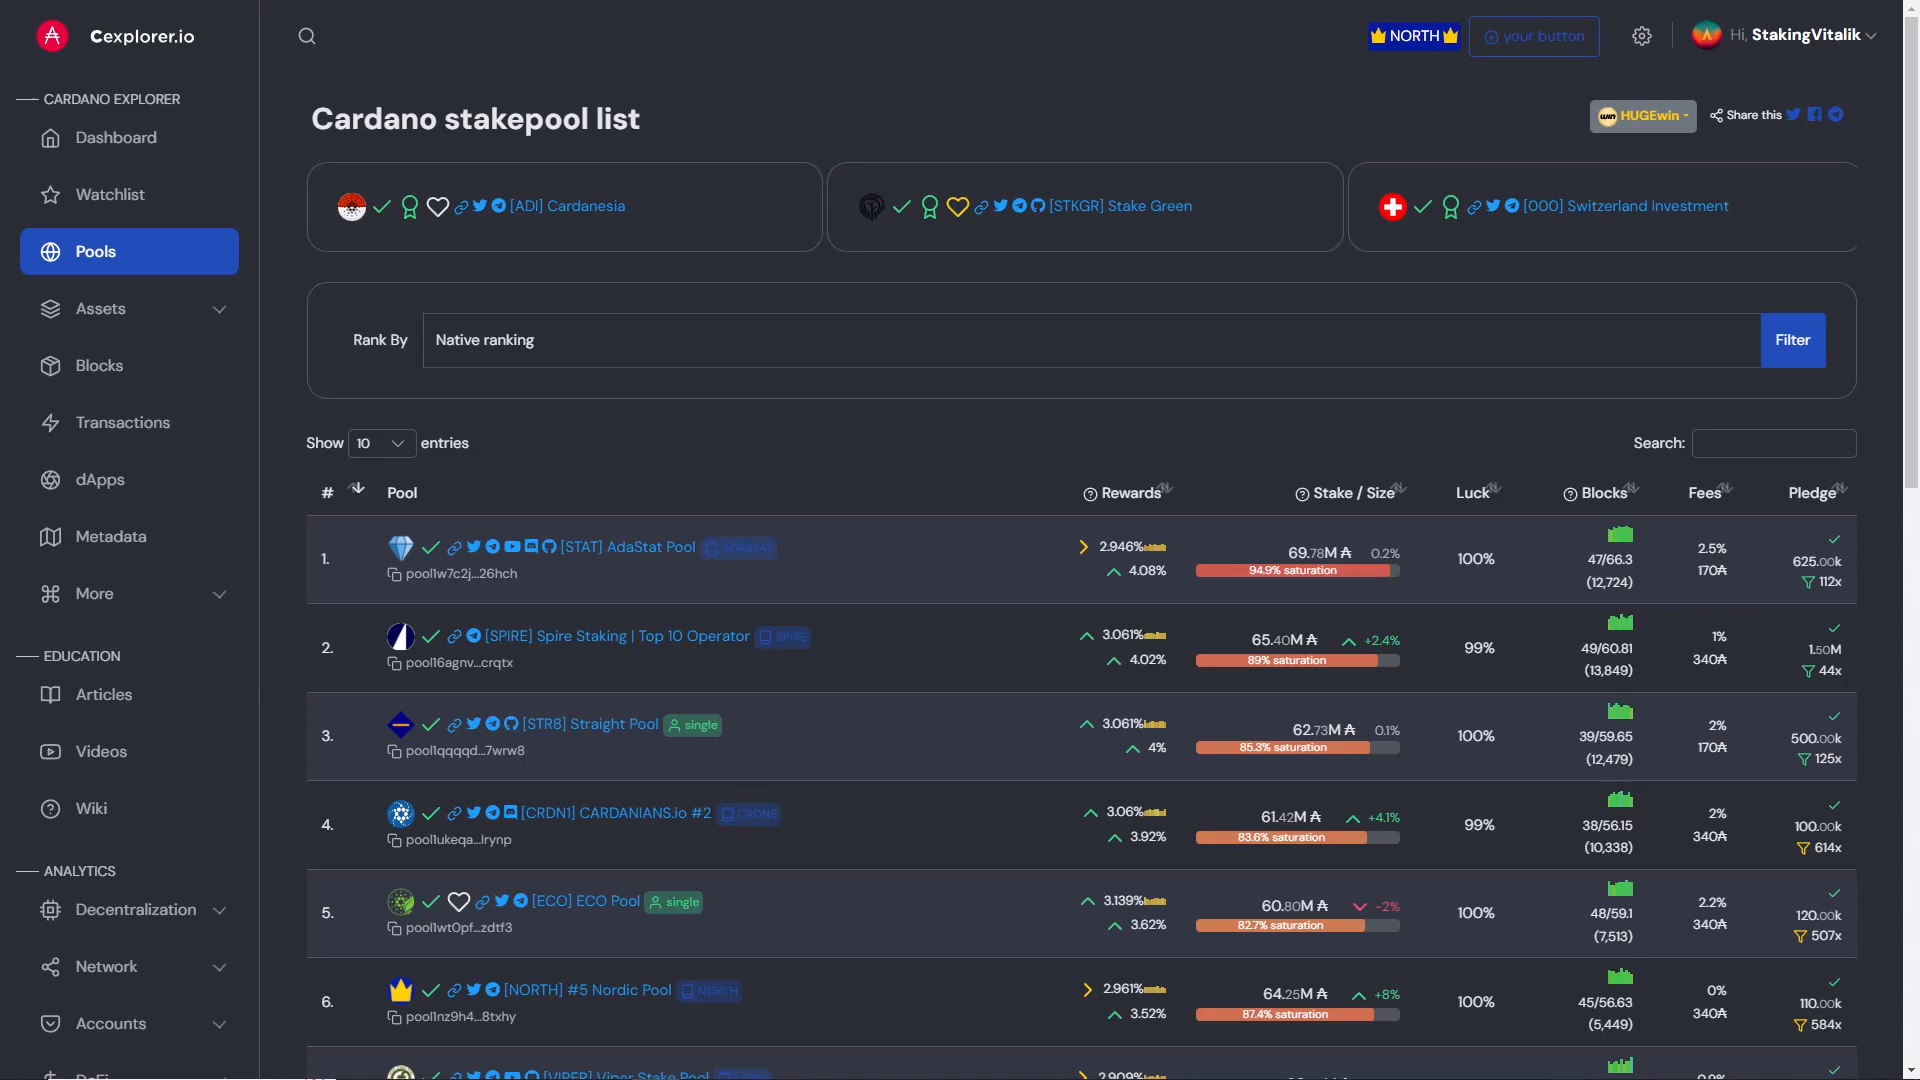 Cexplorer.io
NORTH
your button
Hi, StakingVitalik
CARDANO EXPLORER
Dashboard
Watchlist
Pools
Assets
Blocks
Transactions
dApps
Metadata
More
EDUCATION
Articles
Videos
Wiki
ANALYTICS
Decentralization
Network
Accounts
DeFi
Cardano stakepool list
win HUGEwin
Share this
[ADI] Cardanesia
[STKGR] Stake Green
[000] Switzerland Investment
Rank By Native ranking Filter
Show 10 entries
Search:
# Pool Rewards Stake / Size Luck Blocks Fees Pledge
1. [STAT] AdaStat Pool ADASTAT
pool1w7c2j...26hch
2.946%
4.08%
69.78M ₳ 0.2%
94.9% saturation
100%
47/66.3
(12,724)
2.5%
170₳
625.00k
112x
2. [SPIRE] Spire Staking | Top 10 Operator SPIRE
pool16agnv...crqtx
3.061%
4.02%
65.40M ₳ +2.4%
89% saturation
99%
49/60.81
(13,849)
1%
340₳
1.50M
44x
3. [STR8] Straight Pool single
pool1qqqqd...7wrw8
3.061%
4%
62.73M ₳ 0.1%
85.3% saturation
100%
39/59.65
(12,479)
2%
170₳
500.00k
125x
4. [CRDN1] CARDANIANS.io #2 CRDNS
pool1ukeqa...lrynp
3.06%
3.92%
61.42M ₳ +4.1%
83.6% saturation
99%
38/56.15
(10,338)
2%
340₳
100.00k
614x
5. [ECO] ECO Pool single
pool1wt0pf...zdtf3
3.139%
3.62%
60.80M ₳ -2%
82.7% saturation
100%
48/59.1
(7,513)
2.2%
340₳
120.00k
507x
6. [NORTH] #5 Nordic Pool NORTH
pool1nz9h4...8txhy
2.961%
3.52%
64.25M ₳ +8%
87.4% saturation
100%
45/56.63
(5,449)
0%
340₳
110.00k
584x
[VIPER] Viper Stake Pool
2.909%